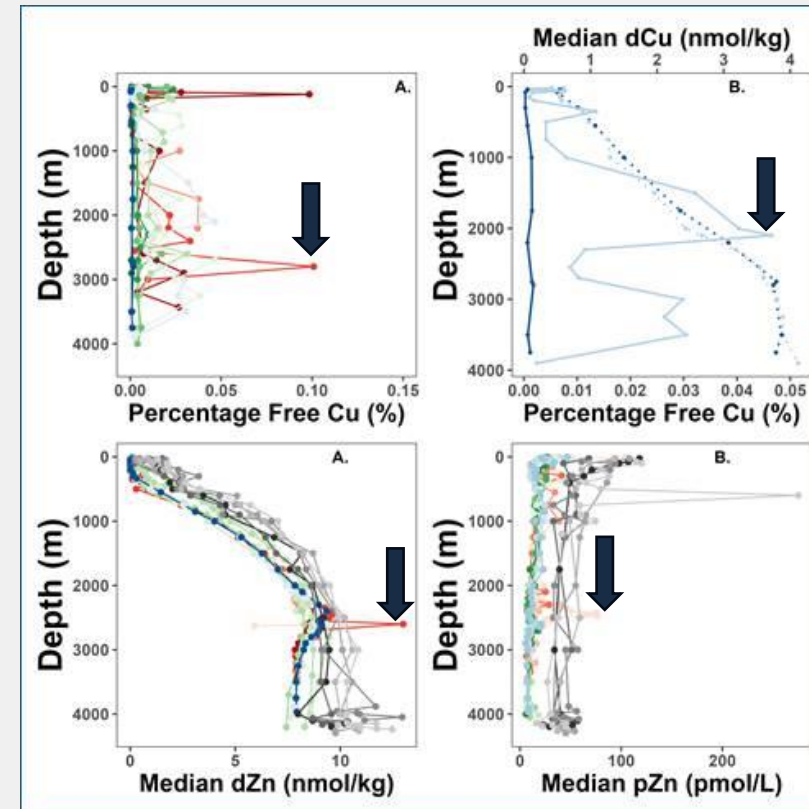 Median dCu (nmol/kg)
0 1 2 3 4
A.
B.
Depth (m)
0
1000
2000
3000
4000
Depth (m)
0
1000
2000
3000
4000
0.00 0.05 0.10 0.15
0.00 0.01 0.02 0.03 0.04 0.05
Percentage Free Cu (%)
Percentage Free Cu (%)
A.
B.
Depth (m)
0
1000
2000
3000
4000
Depth (m)
0
1000
2000
3000
4000
0 5 10
0 100 200
Median dZn (nmol/kg)
Median pZn (pmol/L)